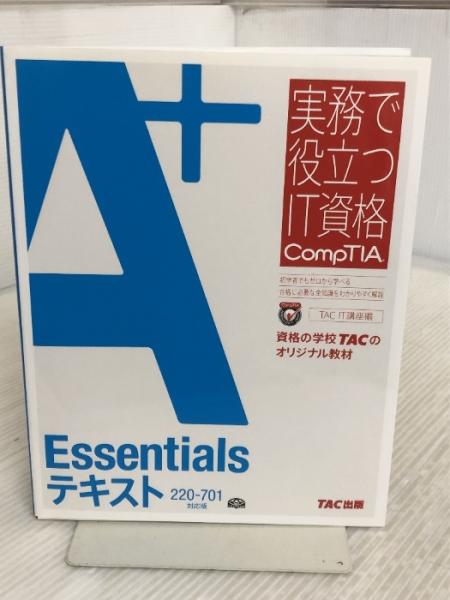 A+
実務で
役立つ
IT資格
CompTIA
初学者でもゼロから学べる
合格に必要な全知識をわかりやすく解説
TAC IT講座編
資格の学校TACの
オリジナル教材
Essentials
テキスト 220-701
対応版
TAC出版